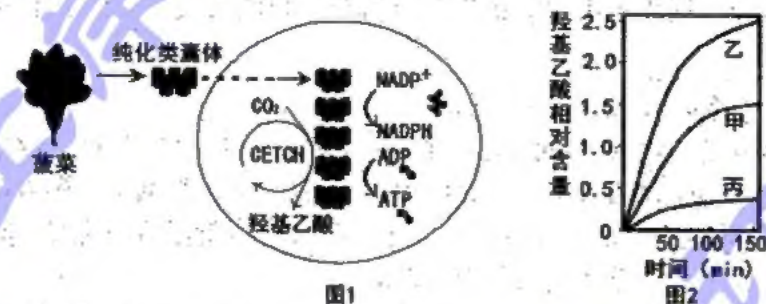 纯化类囊体
菠菜
CO₂
CETCH
羟基乙酸
NADP⁺
NADPH
ADP
ATP
图1
羟基乙酸相对含量
2.5
2.0
1.5
1.0
0.5
0
乙
甲
丙
50 100 150
时间 (min)
图2